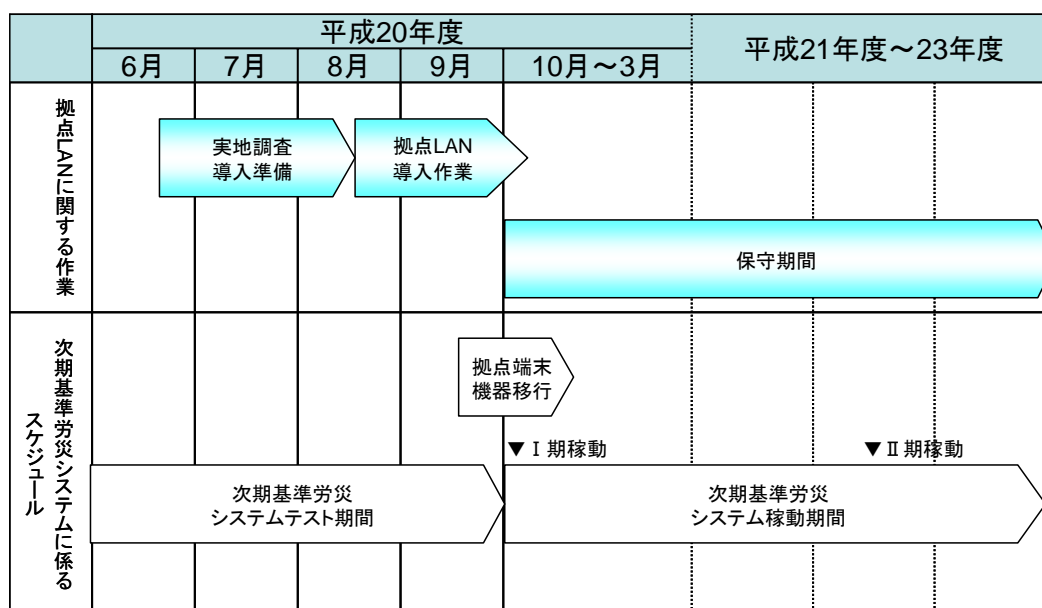 平成20年度
平成21年度～23年度
6月
7月
8月
9月
10月～3月
拠点LANに関する作業
実地調査
導入準備
拠点LAN
導入作業
保守期間
次期基準労災システムに係る
スケジュール
拠点端末
機器移行
▼Ⅰ期稼動
▼Ⅱ期稼動
次期基準労災
システムテスト期間
次期基準労災
システム稼動期間